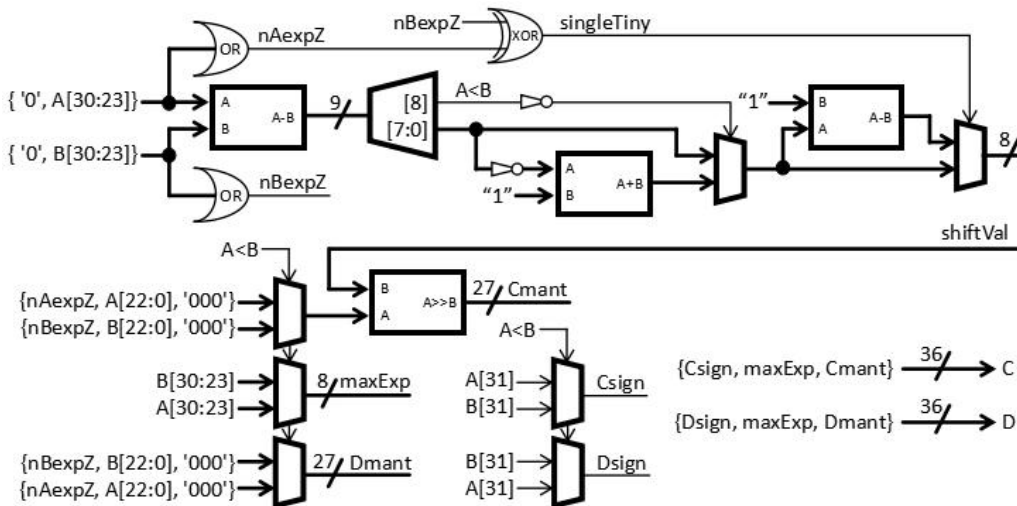 nBexpZ
singleTiny
nAexpZ
OR
XOR
{ '0', A[30:23]}
A
B
A-B
9
[8]
[7:0]
A<B
"1"
B
A
A-B
8
{ '0', B[30:23]}
OR
nBexpZ
"1"
A
B
A+B
shiftVal
A<B
{nAexpZ, A[22:0], '000'}
{nBexpZ, B[22:0], '000'}
B
A
A>>B
27
Cmant
A<B
B[30:23]
A[30:23]
8
maxExp
A[31]
B[31]
Csign
{Csign, maxExp, Cmant}
36
C
{Dsign, maxExp, Dmant}
36
D
{nBexpZ, B[22:0], '000'}
{nAexpZ, A[22:0], '000'}
27
Dmant
B[31]
A[31]
Dsign